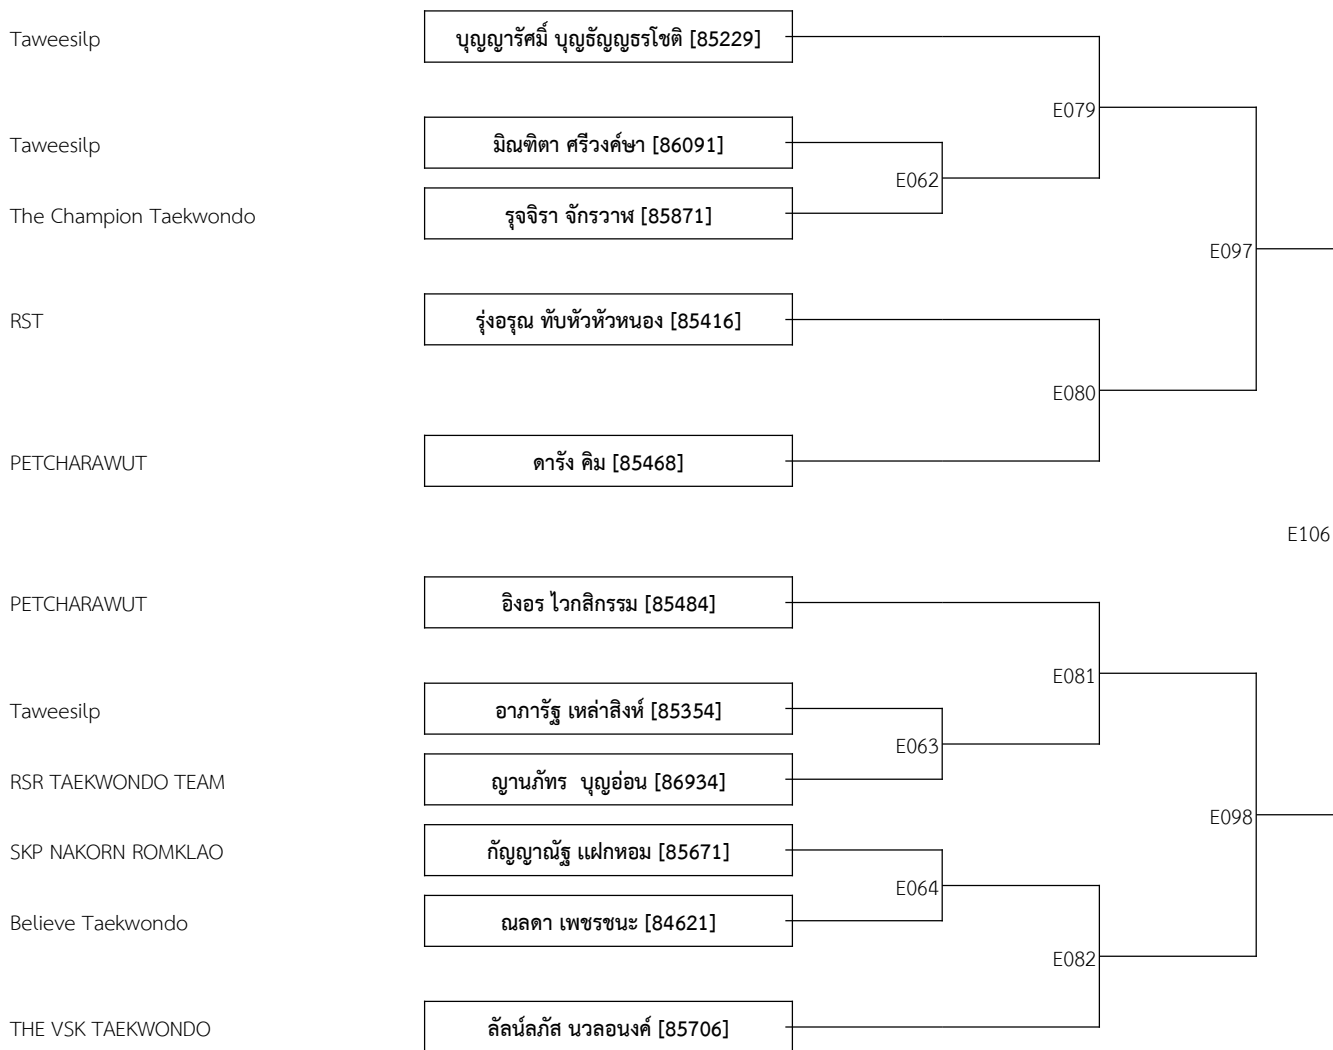 Taweesilp บุญญารัศมิ์ บุญธัญญธรโชติ [85229]
E079
Taweesilp มิณฑิตา ศรีวงค์ษา [86091]
E062
The Champion Taekwondo รุจจิรา จักรวาฬ [85871]
E097
RST รุ่งอรุณ ทับหัวหัวหนอง [85416]
E080
PETCHARAWUT ดารัง คิม [85468]
E106
PETCHARAWUT อิงอร ไวกสิกรรม [85484]
E081
Taweesilp อาภารัฐ เหล่าสิงห์ [85354]
E063
RSR TAEKWONDO TEAM ญานภัทร บุญอ่อน [86934]
E098
SKP NAKORN ROMKLAO กัญญาณัฐ แฝกหอม [85671]
E064
Believe Taekwondo ณลดา เพชรชนะ [84621]
E082
THE VSK TAEKWONDO ลัลน์ลภัส นวลอนงค์ [85706]